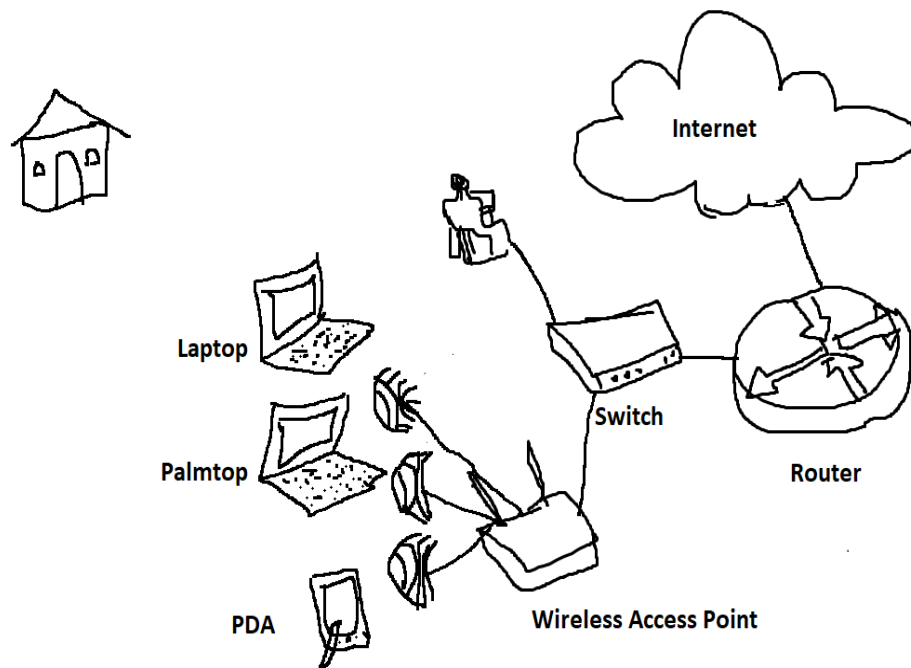 Internet
Laptop
Switch
Palmtop
Router
PDA
Wireless Access Point